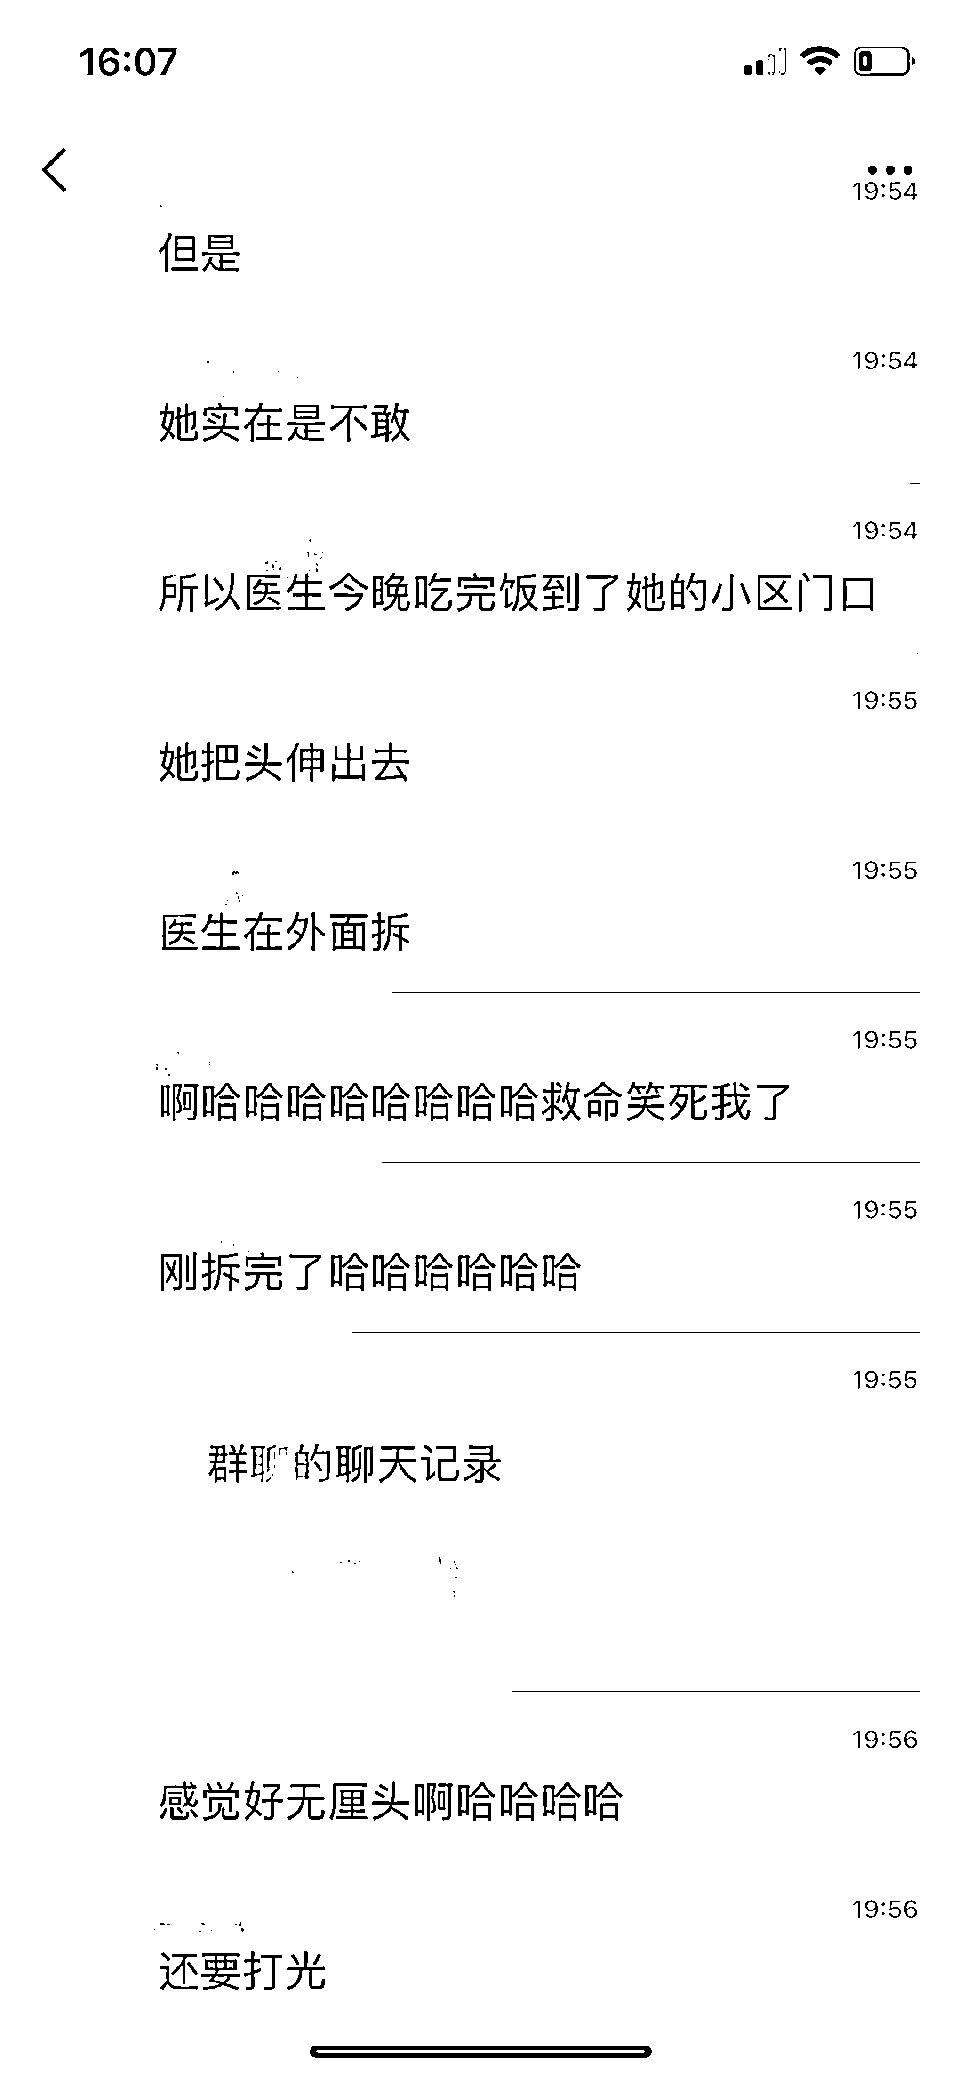 16:07
19:54
但是
19:54
她实在是不敢
19:54
所以医生今晚吃完饭到了她的小区门口
19:55
她把头伸出去
19:55
医生在外面拆
19:55
啊哈哈哈哈哈哈哈哈救命笑死我了
19:55
刚拆完了哈哈哈哈哈哈
19:55
群聊的聊天记录
19:56
感觉好无厘头啊哈哈哈哈
19:56
还要打光